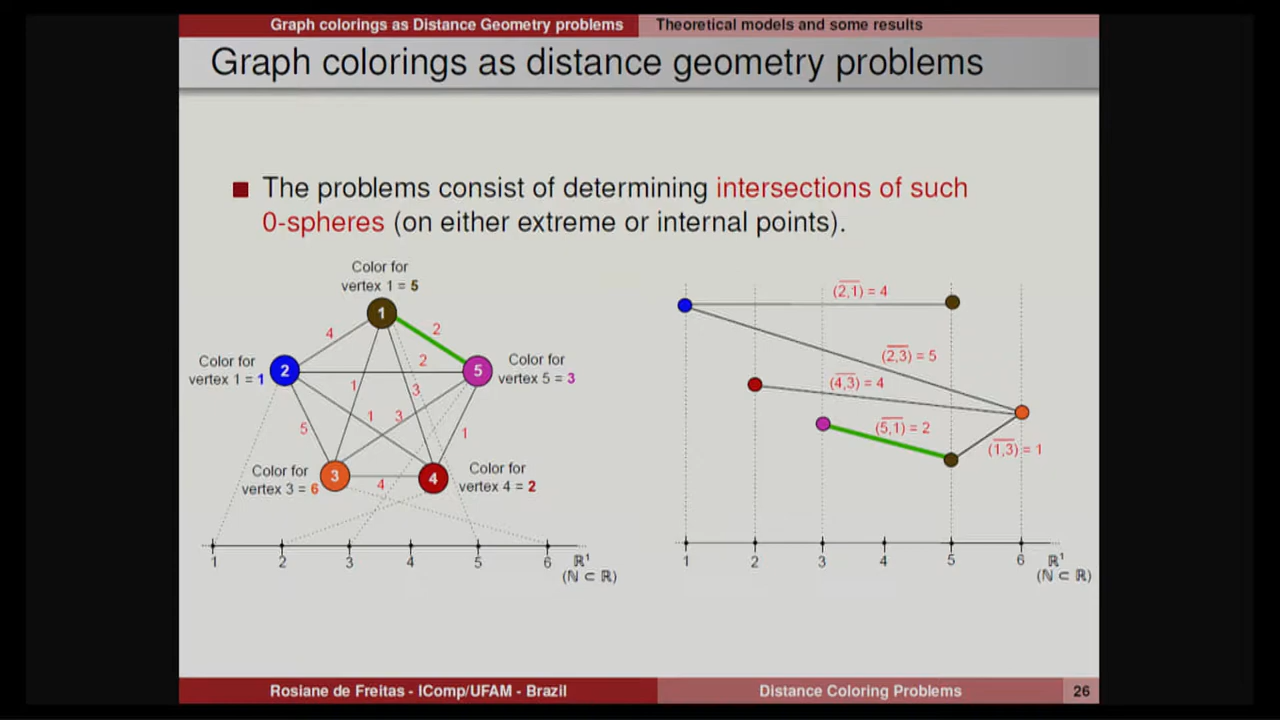 Graph colorings as Distance Geometry problems
Theoretical models and some results
Graph colorings as distance geometry problems
The problems consist of determining intersections of such
0-spheres (on either extreme or internal points).
Color for
vertex 1 = 5
1
4
2
Color for
vertex 1 = 1
2
2
5
Color for
vertex 5 = 3
1
3
5
1
3
1
Color for
vertex 3 = 6
3
4
4
Color for
vertex 4 = 2
1
2
3
4
5
6
ℝ¹
(ℕ ⊂ ℝ)
(2,1) = 4
(2,3) = 5
(4,3) = 4
(5,1) = 2
(1,3) = 1
1
2
3
4
5
6
ℝ¹
(ℕ ⊂ ℝ)
Rosiane de Freitas - IComp/UFAM - Brazil
Distance Coloring Problems
26